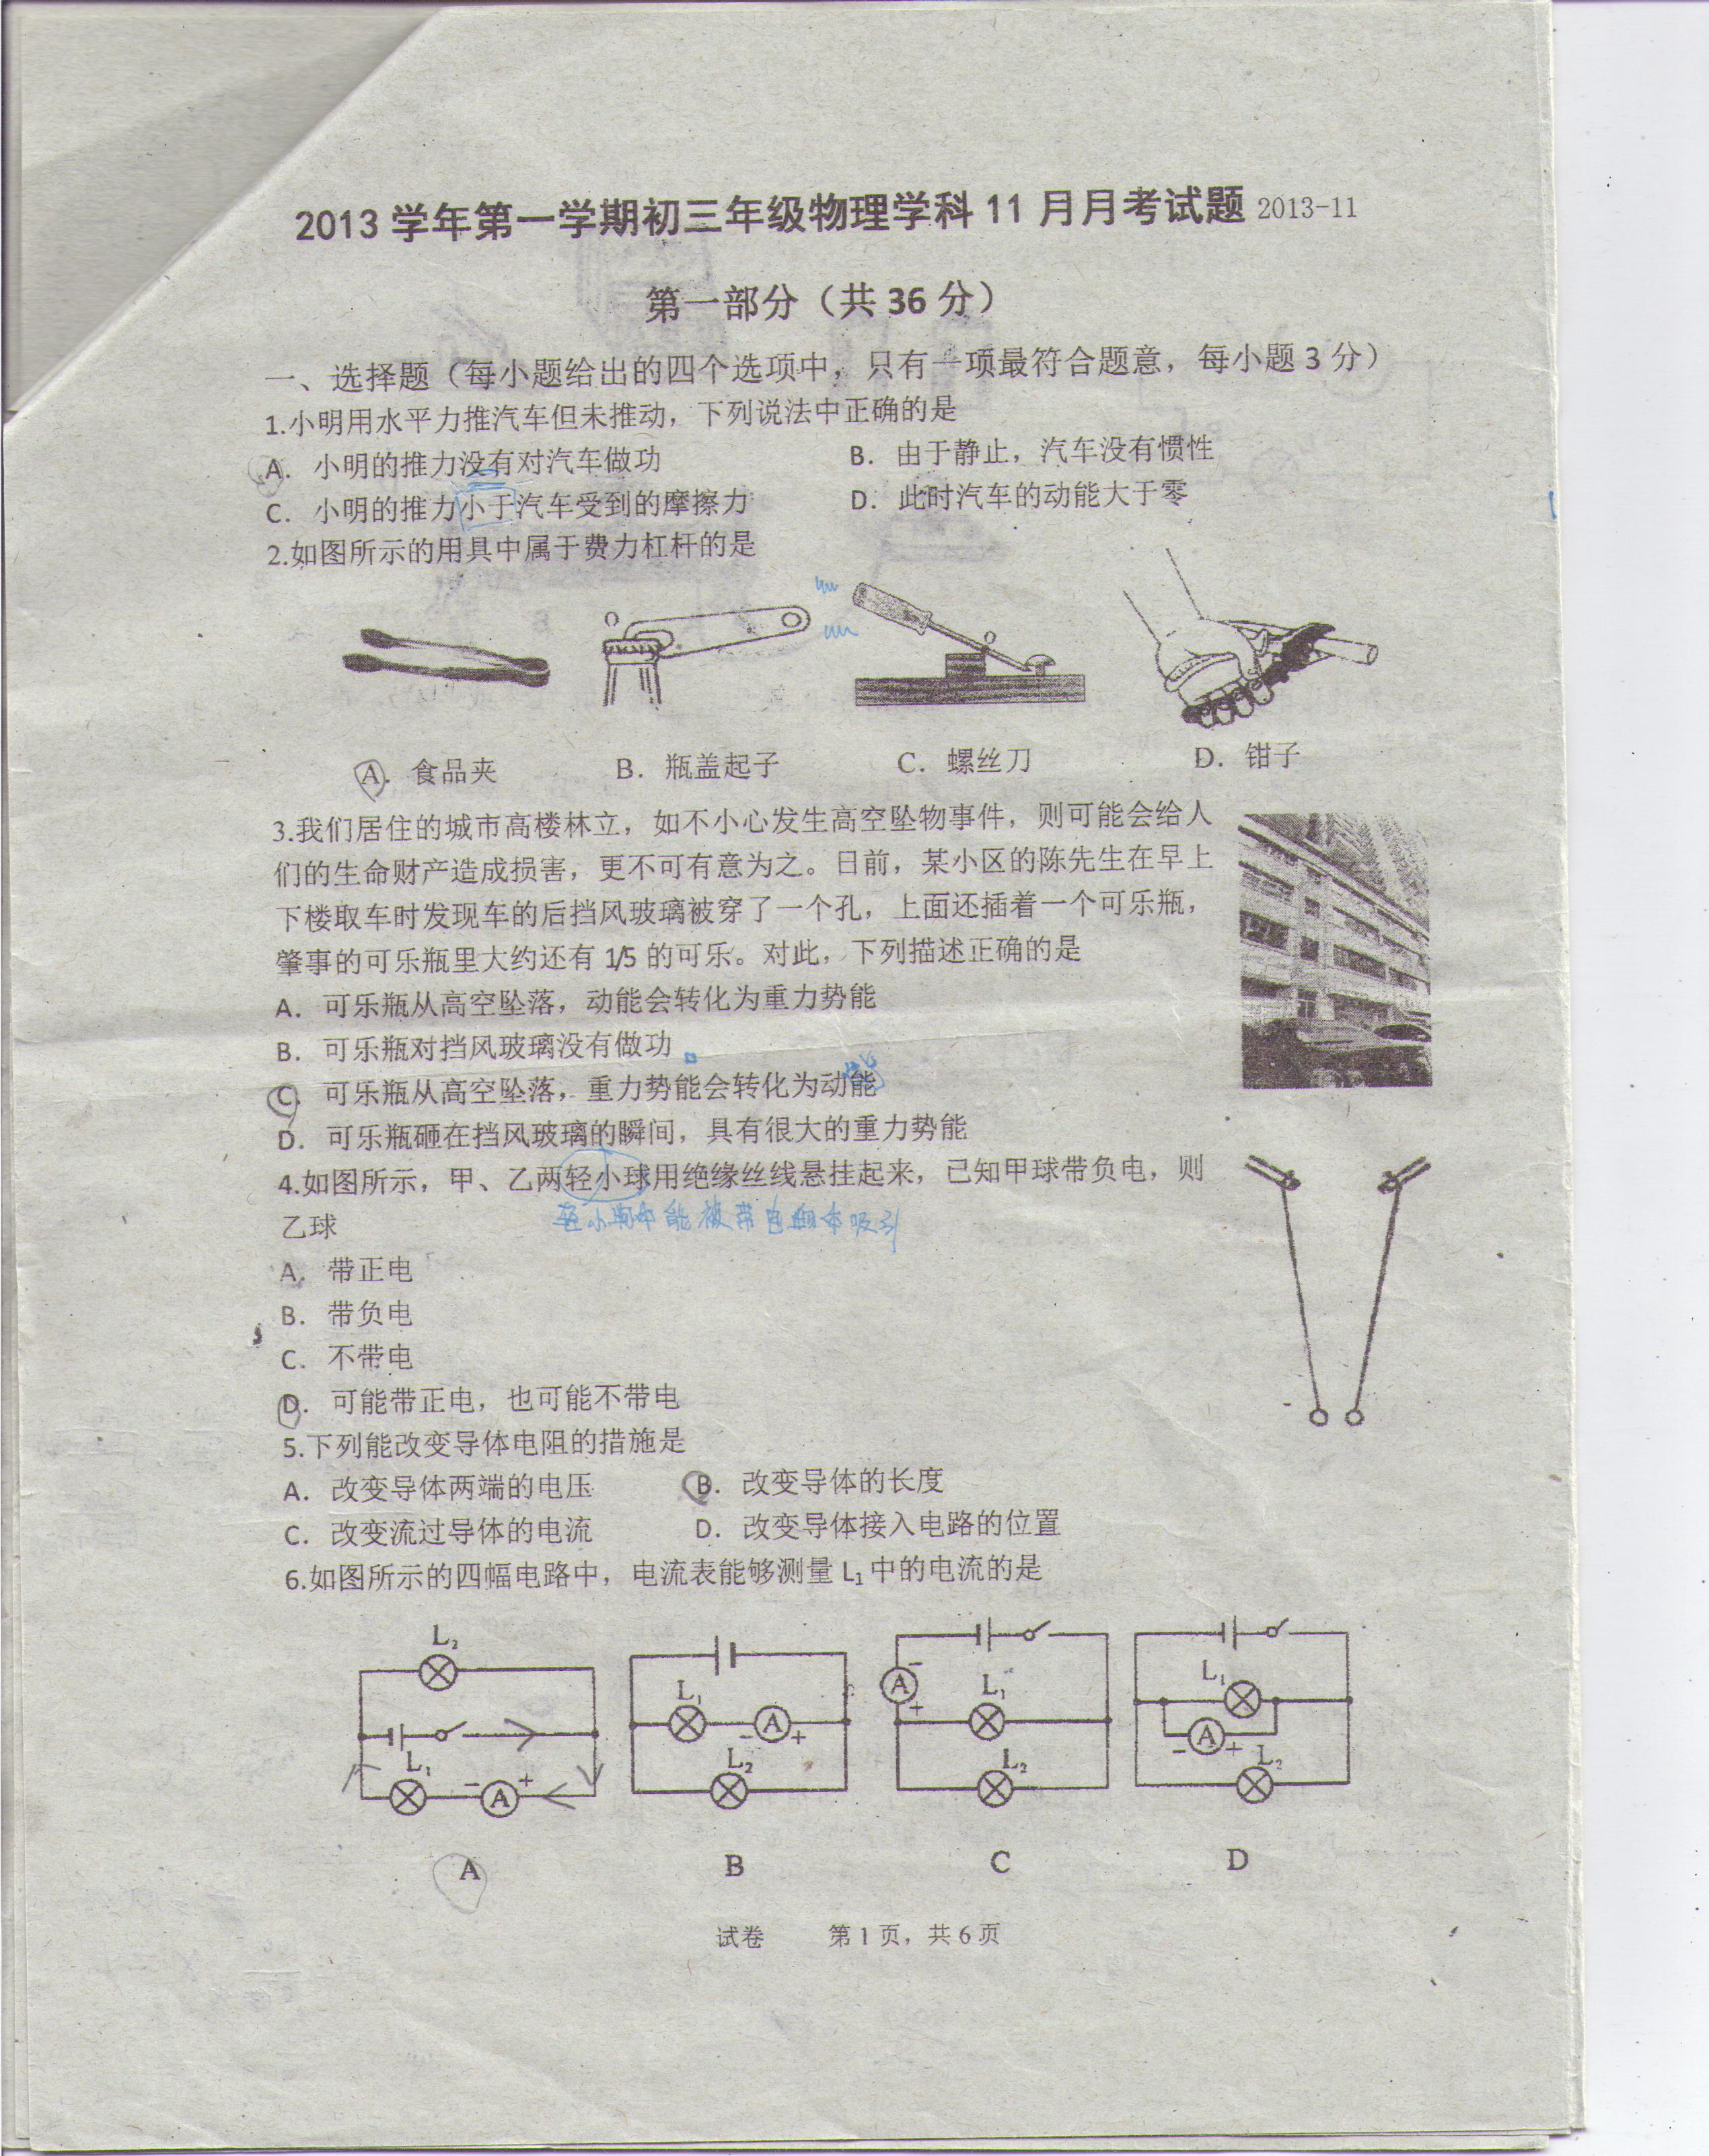 2013学年第一学期初三年级物理学科11月月考试题 2013-11
第一部分（共36分）
一、选择题（每小题给出的四个选项中，只有一项最符合题意，每小题3分）
1.小明用水平力推汽车但未推动，下列说法中正确的是
A．小明的推力没有对汽车做功 B．由于静止，汽车没有惯性
C．小明的推力小于汽车受到的摩擦力 D．此时汽车的动能大于零
2.如图所示的用具中属于费力杠杆的是
O O
A．食品夹 B．瓶盖起子 C．螺丝刀 D．钳子
3.我们居住的城市高楼林立，如不小心发生高空坠物事件，则可能会给人
们的生命财产造成损害，更不可有意为之。日前，某小区的陈先生在早上
下楼取车时发现车的后挡风玻璃被穿了一个孔，上面还插着一个可乐瓶，
肇事的可乐瓶里大约还有1/5的可乐。对此，下列描述正确的是
A．可乐瓶从高空坠落，动能会转化为重力势能
B．可乐瓶对挡风玻璃没有做功
C．可乐瓶从高空坠落，重力势能会转化为动能
D．可乐瓶砸在挡风玻璃的瞬间，具有很大的重力势能
4.如图所示，甲、乙两轻小球用绝缘丝线悬挂起来，已知甲球带负电，则
乙球
轻小物体能被带电物体吸引
A．带正电
B．带负电
C．不带电
D．可能带正电，也可能不带电
5.下列能改变导体电阻的措施是
A．改变导体两端的电压 B．改变导体的长度
C．改变流过导体的电流 D．改变导体接入电路的位置
6.如图所示的四幅电路中，电流表能够测量L₁中的电流的是
L₂ L₁ - A +
L₁ - A + L₂
- A + L₁ L₂
L₁ - A + L₂
A B C D
试卷 第1页，共6页